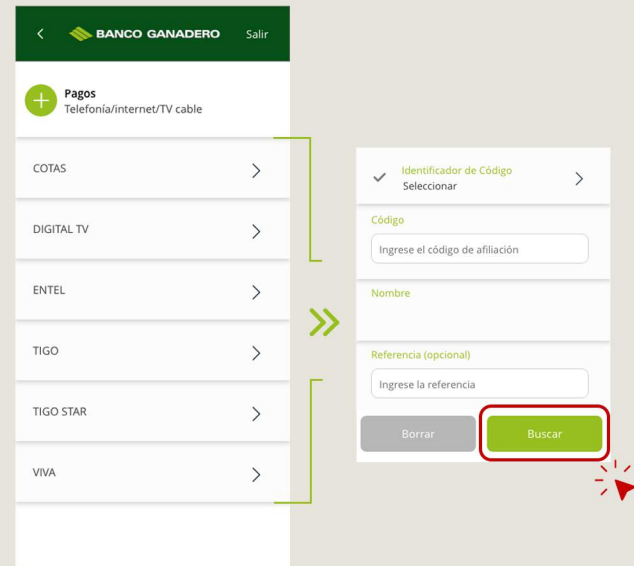 BANCO GANADERO
Salir
Pagos
Telefonía/internet/TV cable
COTAS
DIGITAL TV
ENTEL
TIGO
TIGO STAR
VIVA
Identificador de Código
Seleccionar
Código
Ingrese el código de afiliación
Nombre
Referencia (opcional)
Ingrese la referencia
Borrar
Buscar